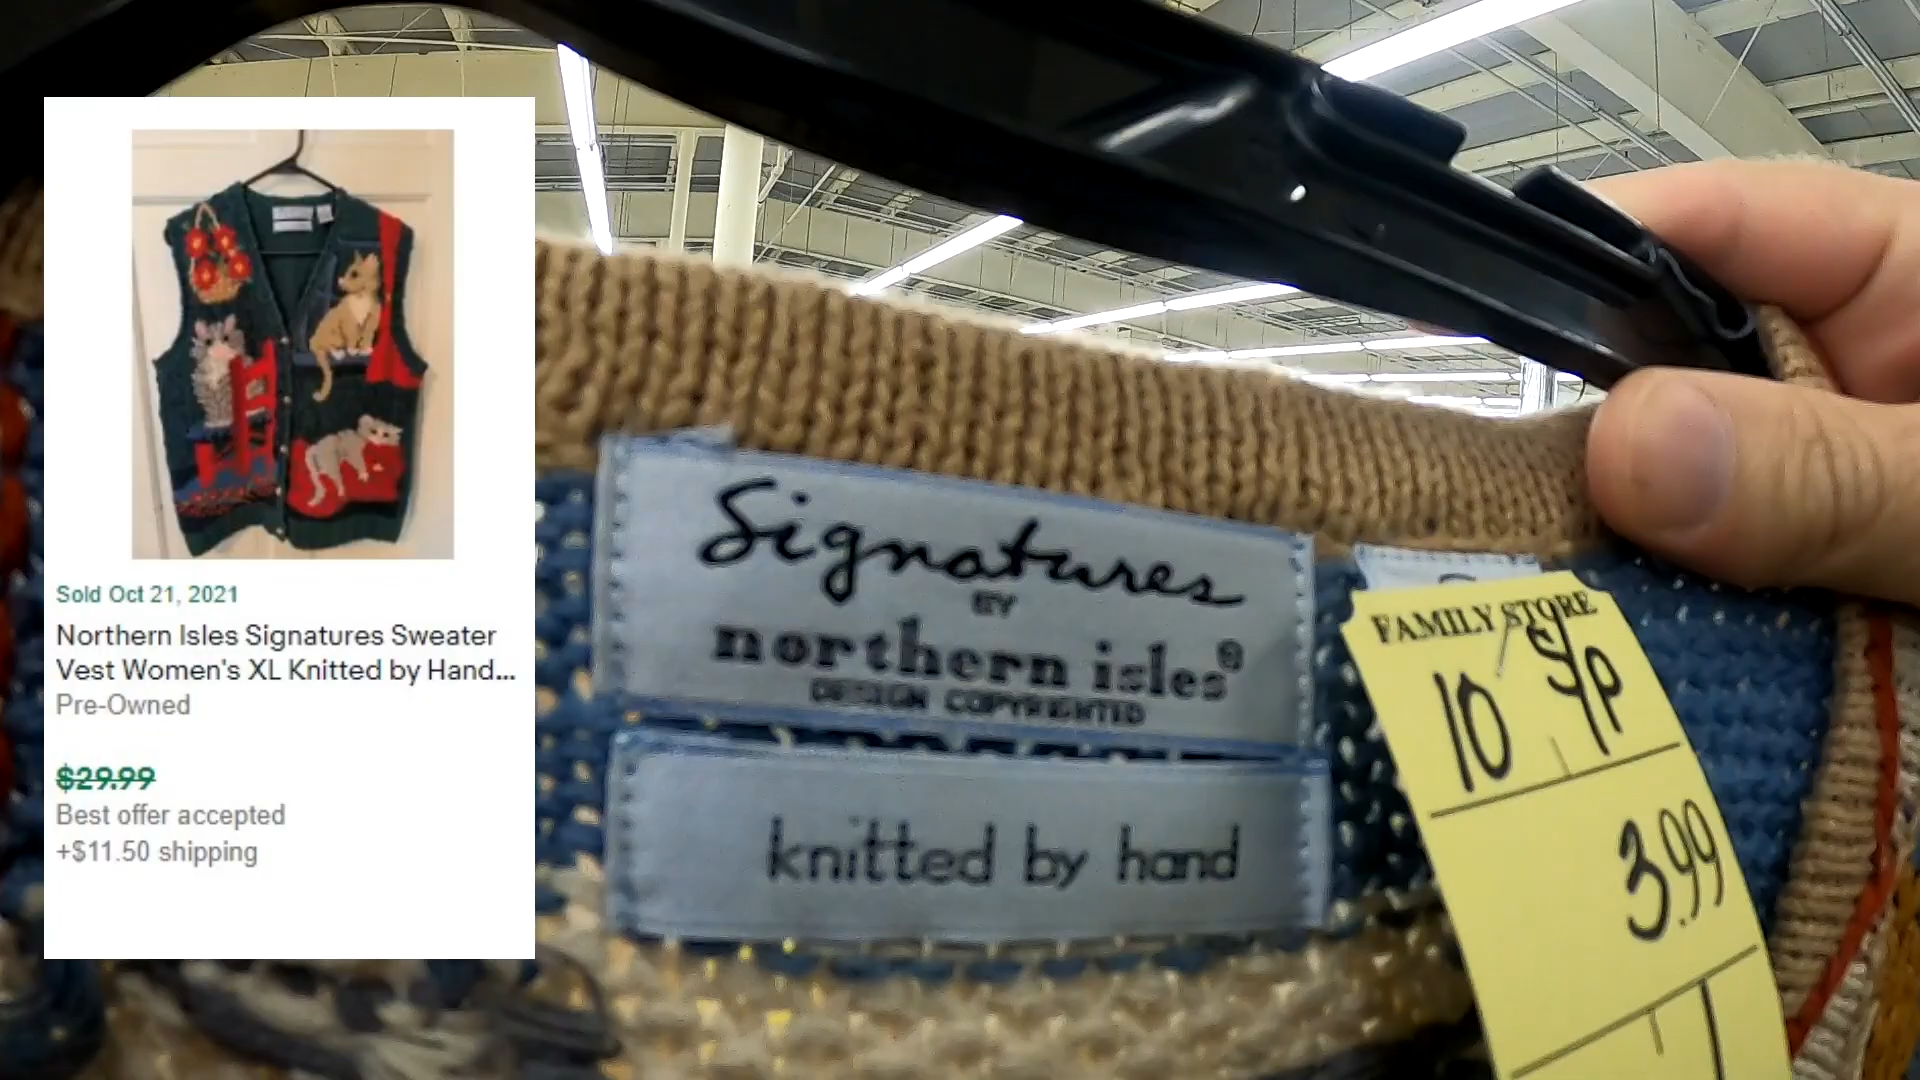 Sold Oct 21, 2021
Northern Isles Signatures Sweater
Vest Women's XL Knitted by Hand...
Pre-Owned
$29.99
Best offer accepted
+$11.50 shipping
Signatures
BY
northern isles®
DESIGN COPYRIGHTED
knitted by hand
FAMILY STORE
10
S/P
3.99